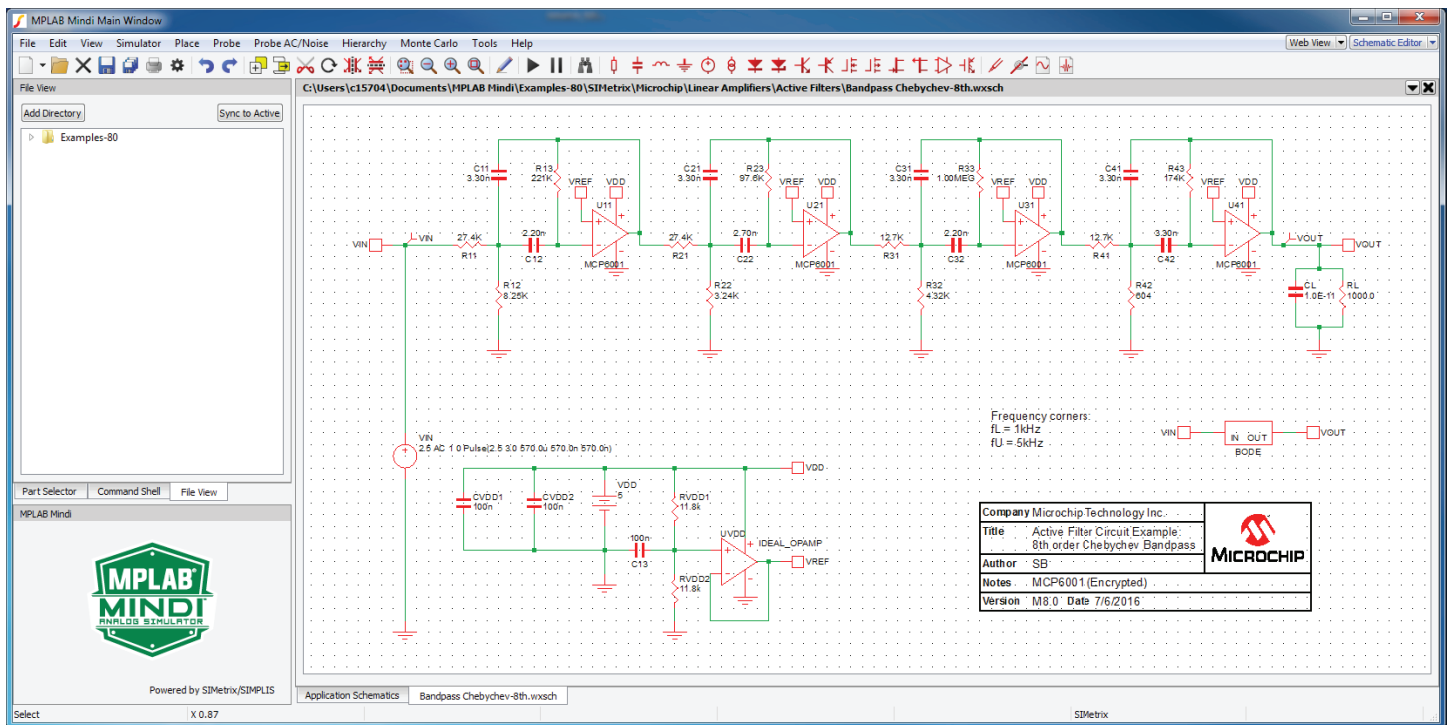 MPLAB Mindi Main Window
File Edit View Simulator Place Probe Probe AC/Noise Hierarchy Monte Carlo Tools Help
Web View Schematic Editor
File View
C:\Users\c15704\Documents\MPLAB Mindi\Examples-80\SIMetrix\Microchip\Linear Amplifiers\Active Filters\Bandpass Chebychev-8th.wxsch
Add Directory
Sync to Active
Examples-80
C11
3.30n
R13
221K
VREF
VDD
U11
VIN
VIN
27.4K
R11
2.20n
C12
MCP6001
R12
8.25K
C21
3.30n
R23
97.6K
VREF
VDD
U21
27.4K
R21
2.70n
C22
MCP6001
R22
3.24K
C31
3.30n
R33
1.00MEG
VREF
VDD
U31
12.7K
R31
2.20n
C32
MCP6001
R32
4.32K
C41
3.30n
R43
174K
VREF
VDD
U41
12.7K
R41
3.30n
C42
MCP6001
R42
604
VOUT
VOUT
CL
1.0E-11
RL
1000.0
VIN
2.5 AC 1 0 Pulse(2.5 3.0 570.0u 570.0n 570.0n)
CVDD1
100n
CVDD2
100n
VDD
5
RVDD1
11.8k
VDD
100n
C13
UVDD
IDEAL_OPAMP
VREF
RVDD2
11.8k
Frequency corners:
fL = 1kHz
fU = 5kHz
VIN
IN OUT
VOUT
BODE
Company Microchip Technology Inc.
Title Active Filter Circuit Example:
8th order Chebychev Bandpass
Author SB
Notes MCP6001 (Encrypted)
Version M8.0 Date 7/6/2016
MICROCHIP
Part Selector Command Shell File View
MPLAB Mindi
MPLAB
MINDI
ANALOG SIMULATOR
Powered by SIMetrix/SIMPLIS
Application Schematics Bandpass Chebychev-8th.wxsch
Select X 0.87 SIMetrix